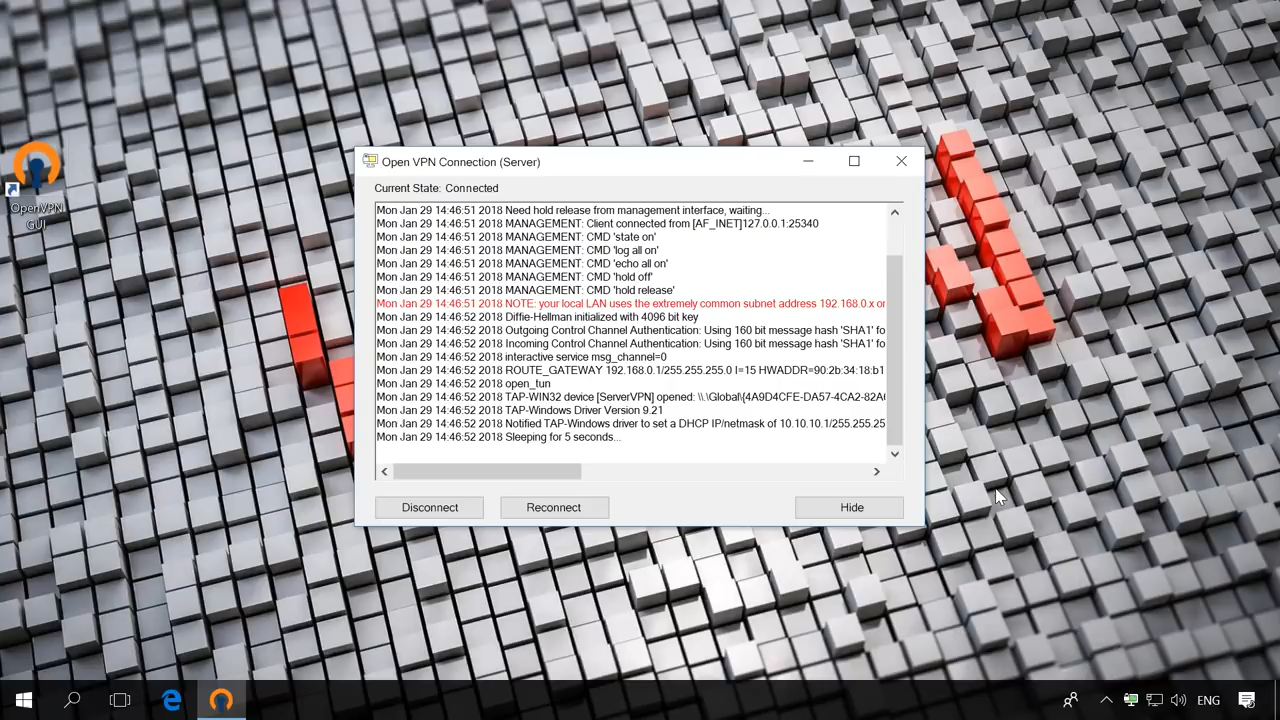 OpenVPN
GUI
Open VPN Connection (Server)
Current State: Connected
Mon Jan 29 14:46:51 2018 Need hold release from management interface, waiting...
Mon Jan 29 14:46:51 2018 MANAGEMENT: Client connected from [AF_INET]127.0.0.1:25340
Mon Jan 29 14:46:51 2018 MANAGEMENT: CMD 'state on'
Mon Jan 29 14:46:51 2018 MANAGEMENT: CMD 'log all on'
Mon Jan 29 14:46:51 2018 MANAGEMENT: CMD 'echo all on'
Mon Jan 29 14:46:51 2018 MANAGEMENT: CMD 'hold off'
Mon Jan 29 14:46:51 2018 MANAGEMENT: CMD 'hold release'
Mon Jan 29 14:46:51 2018 NOTE: your local LAN uses the extremely common subnet address 192.168.0.x or
Mon Jan 29 14:46:52 2018 Diffie-Hellman initialized with 4096 bit key
Mon Jan 29 14:46:52 2018 Outgoing Control Channel Authentication: Using 160 bit message hash 'SHA1' fo
Mon Jan 29 14:46:52 2018 Incoming Control Channel Authentication: Using 160 bit message hash 'SHA1' fo
Mon Jan 29 14:46:52 2018 interactive service msg_channel=0
Mon Jan 29 14:46:52 2018 ROUTE_GATEWAY 192.168.0.1/255.255.255.0 I=15 HWADDR=90:2b:34:18:b1
Mon Jan 29 14:46:52 2018 open_tun
Mon Jan 29 14:46:52 2018 TAP-WIN32 device [ServerVPN] opened: \\.\Global\{4A9D4CFE-DA57-4CA2-82A
Mon Jan 29 14:46:52 2018 TAP-Windows Driver Version 9.21
Mon Jan 29 14:46:52 2018 Notified TAP-Windows driver to set a DHCP IP/netmask of 10.10.10.1/255.255.25
Mon Jan 29 14:46:52 2018 Sleeping for 5 seconds...
Disconnect
Reconnect
Hide
ENG